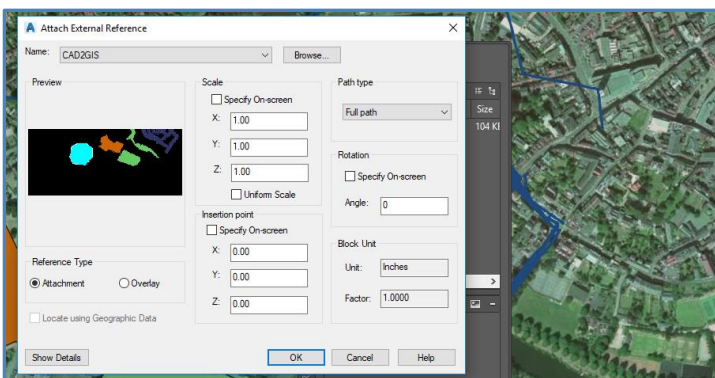 Attach External Reference
Name: CAD2GIS Browse...
Preview
Scale
Specify On-screen
X: 1.00
Y: 1.00
Z: 1.00
Uniform Scale
Path type
Full path
Rotation
Specify On-screen
Angle: 0
Insertion point
Specify On-screen
X: 0.00
Y: 0.00
Z: 0.00
Block Unit
Unit: Inches
Factor: 1.0000
Reference Type
Attachment Overlay
Locate using Geographic Data
Show Details OK Cancel Help
Size
104 K